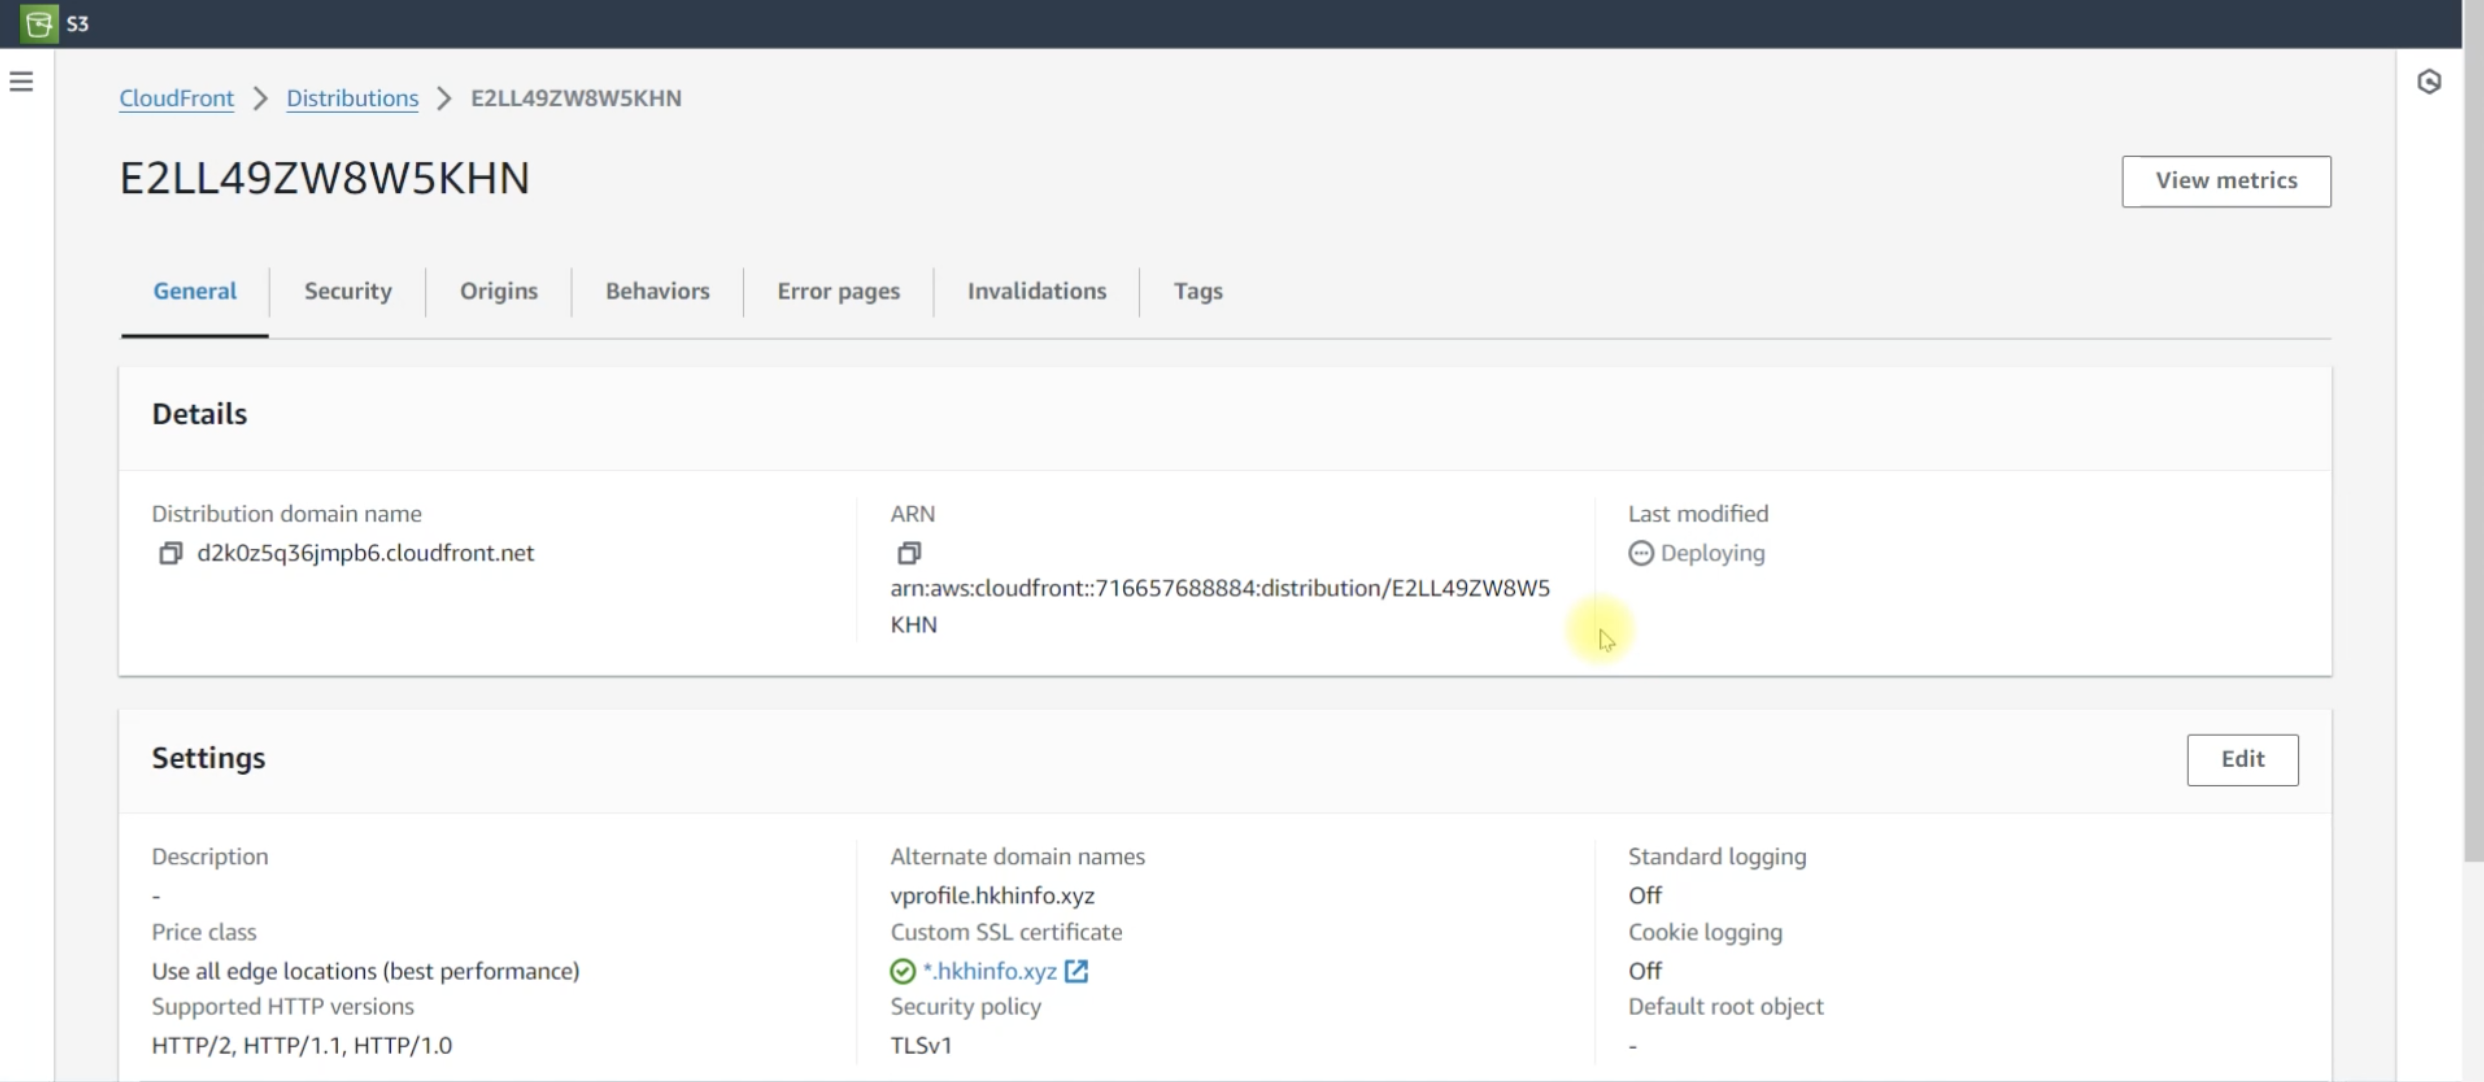 S3
CloudFront > Distributions > E2LL49ZW8W5KHN
E2LL49ZW8W5KHN
View metrics
General
Security
Origins
Behaviors
Error pages
Invalidations
Tags
Details
Distribution domain name
d2k0z5q36jmpb6.cloudfront.net
ARN
arn:aws:cloudfront::716657688884:distribution/E2LL49ZW8W5
KHN
Last modified
Deploying
Settings
Edit
Description
-
Price class
Use all edge locations (best performance)
Supported HTTP versions
HTTP/2, HTTP/1.1, HTTP/1.0
Alternate domain names
vprofile.hkhinfo.xyz
Custom SSL certificate
*.hkhinfo.xyz
Security policy
TLSv1
Standard logging
Off
Cookie logging
Off
Default root object
-